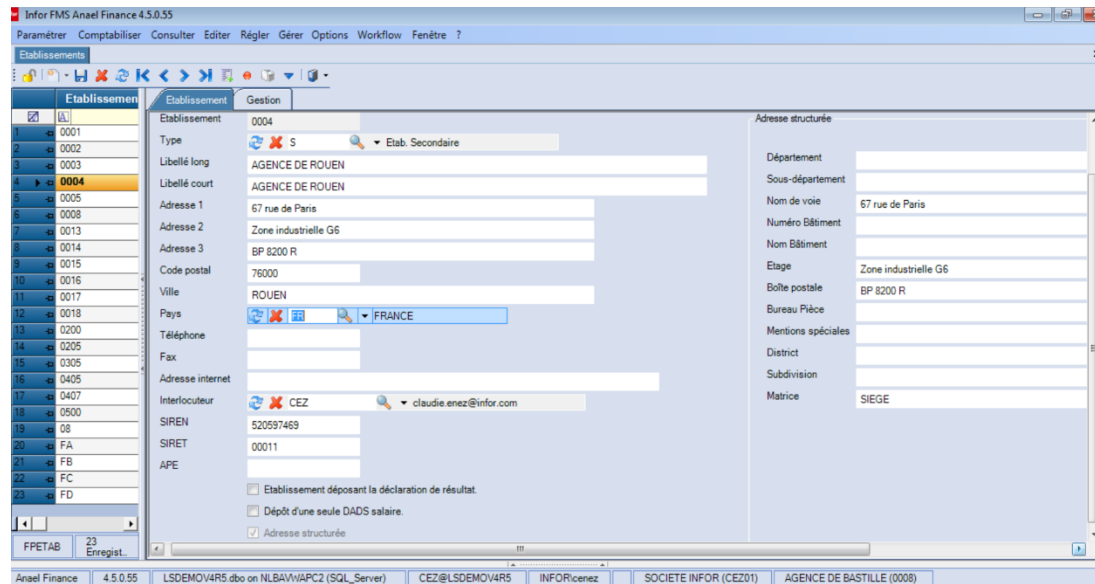 Infor FMS Anael Finance 4.5.0.55
Paramétrer Comptabiliser Consulter Editer Régler Gérer Options Workflow Fenêtre ?
Etablissements
Etablissemen
Etablissement Gestion
1 0001
2 0002
3 0003
4 0004
5 0005
6 0008
7 0013
8 0014
9 0015
10 0016
11 0017
12 0018
13 0200
14 0205
15 0305
16 0405
17 0407
18 0500
19 08
20 FA
21 FB
22 FC
23 FD
FPETAB 23 Enregist..
Etablissement 0004
Type S Etab. Secondaire
Libellé long AGENCE DE ROUEN
Libellé court AGENCE DE ROUEN
Adresse 1 67 rue de Paris
Adresse 2 Zone industrielle G6
Adresse 3 BP 8200 R
Code postal 76000
Ville ROUEN
Pays FR FRANCE
Téléphone
Fax
Adresse internet
Interlocuteur CEZ claudie.enez@infor.com
SIREN 520597469
SIRET 00011
APE
Etablissement déposant la déclaration de résultat.
Dépôt d'une seule DADS salaire.
Adresse structurée
Adresse structurée
Département
Sous-département
Nom de voie 67 rue de Paris
Numéro Bâtiment
Nom Bâtiment
Etage Zone industrielle G6
Boîte postale BP 8200 R
Bureau Pièce
Mentions spéciales
District
Subdivision
Matrice SIEGE
Anael Finance 4.5.0.55 LSDEMOV4R5.dbo on NLBAVWAPC2 (SQL_Server) CEZ@LSDEMOV4R5 INFOR\cenez SOCIETE INFOR (CEZ01) AGENCE DE BASTILLE (0008)